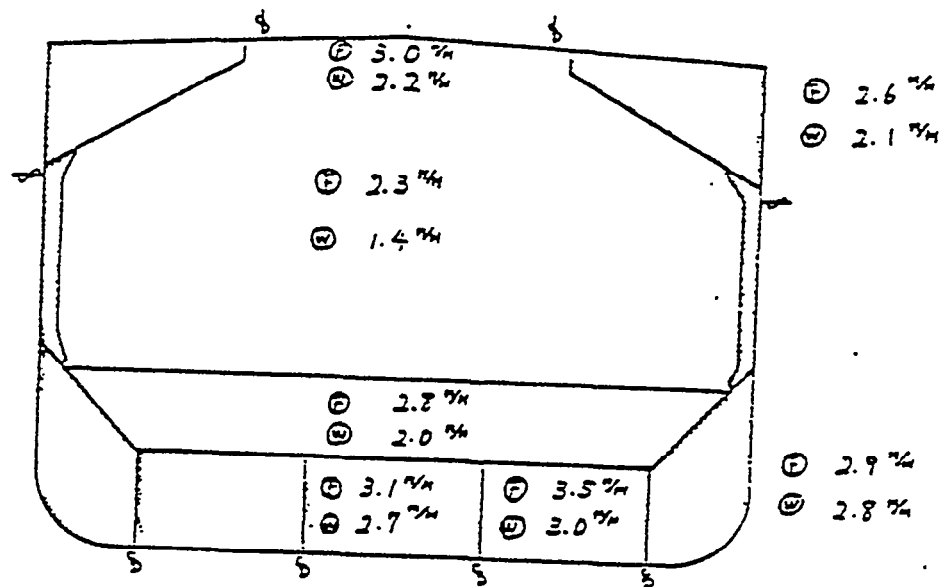 Ⓕ 3.0 m/m
Ⓦ 2.2 m/m
Ⓕ 2.6 m/m
Ⓦ 2.1 m/m
Ⓕ 2.3 m/m
Ⓦ 1.4 m/m
Ⓕ 2.8 m/m
Ⓦ 2.0 m/m
Ⓕ 3.1 m/m
Ⓦ 2.7 m/m
Ⓕ 3.5 m/m
Ⓦ 3.0 m/m
Ⓕ 2.9 m/m
Ⓦ 2.8 m/m